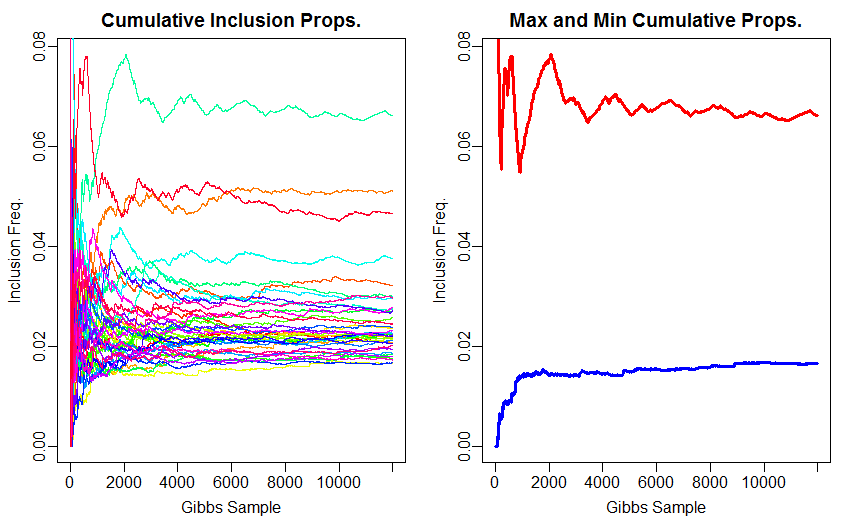 Cumulative Inclusion Props.
Inclusion Freq.
0.08
0.06
0.04
0.02
0.00
0 2000 4000 6000 8000 10000
Gibbs Sample
Max and Min Cumulative Props.
Inclusion Freq.
0.08
0.06
0.04
0.02
0.00
0 2000 4000 6000 8000 10000
Gibbs Sample